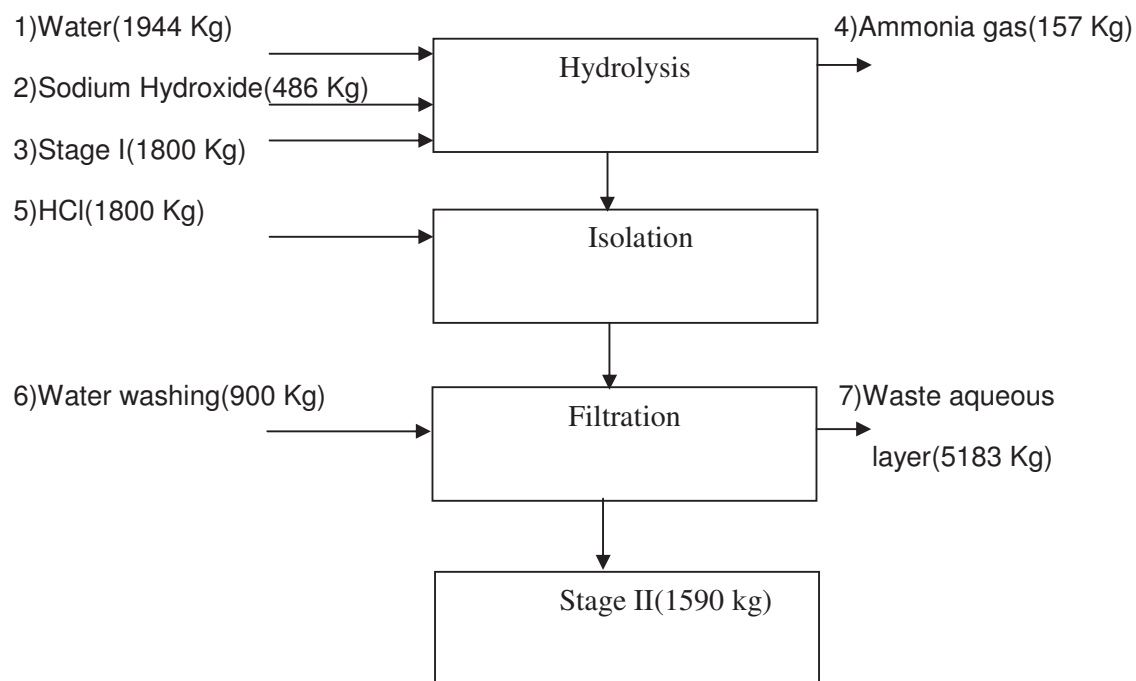 1)Water(1944 Kg)
4)Ammonia gas(157 Kg)
Hydrolysis
2)Sodium Hydroxide(486 Kg)
3)Stage I(1800 Kg)
5)HCl(1800 Kg)
Isolation
6)Water washing(900 Kg)
Filtration
7)Waste aqueous
layer(5183 Kg)
Stage II(1590 kg)